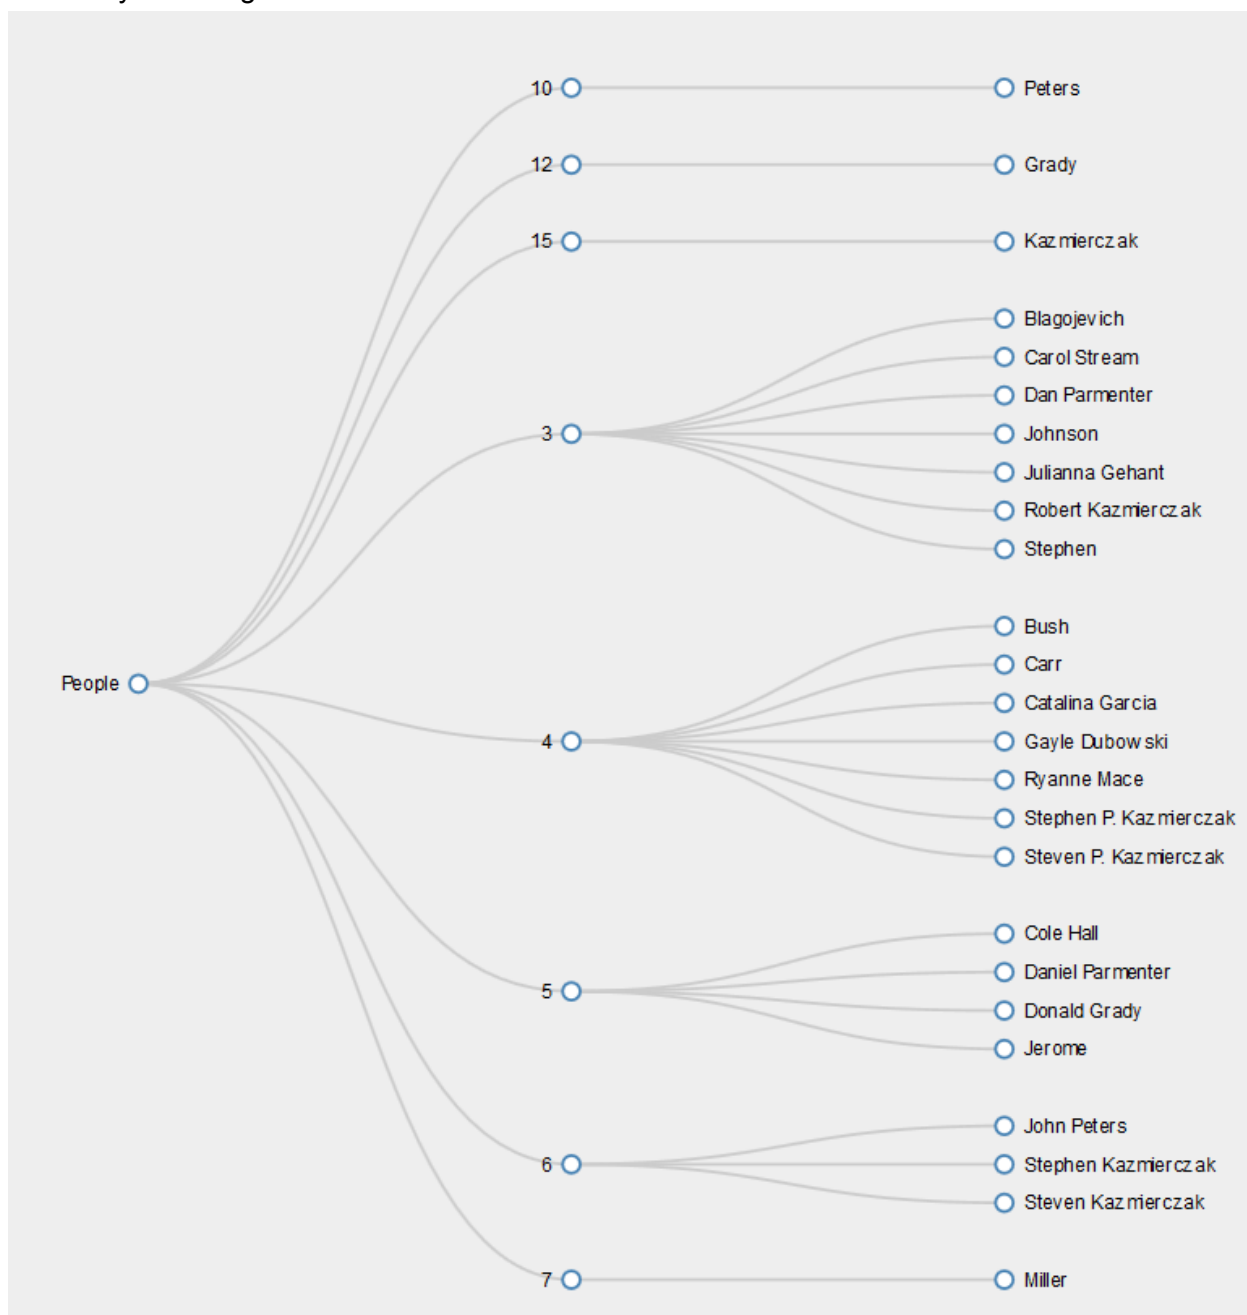 10 Peters
12 Grady
15 Kazmierczak
Blagojevich
Carol Stream
Dan Parmenter
3 Johnson
Julianna Gehant
Robert Kazmierczak
Stephen
Bush
Carr
People
Catalina Garcia
4 Gayle Dubowski
Ryanne Mace
Stephen P. Kazmierczak
Steven P. Kazmierczak
Cole Hall
Daniel Parmenter
5
Donald Grady
Jerome
John Peters
6 Stephen Kazmierczak
Steven Kazmierczak
7 Miller